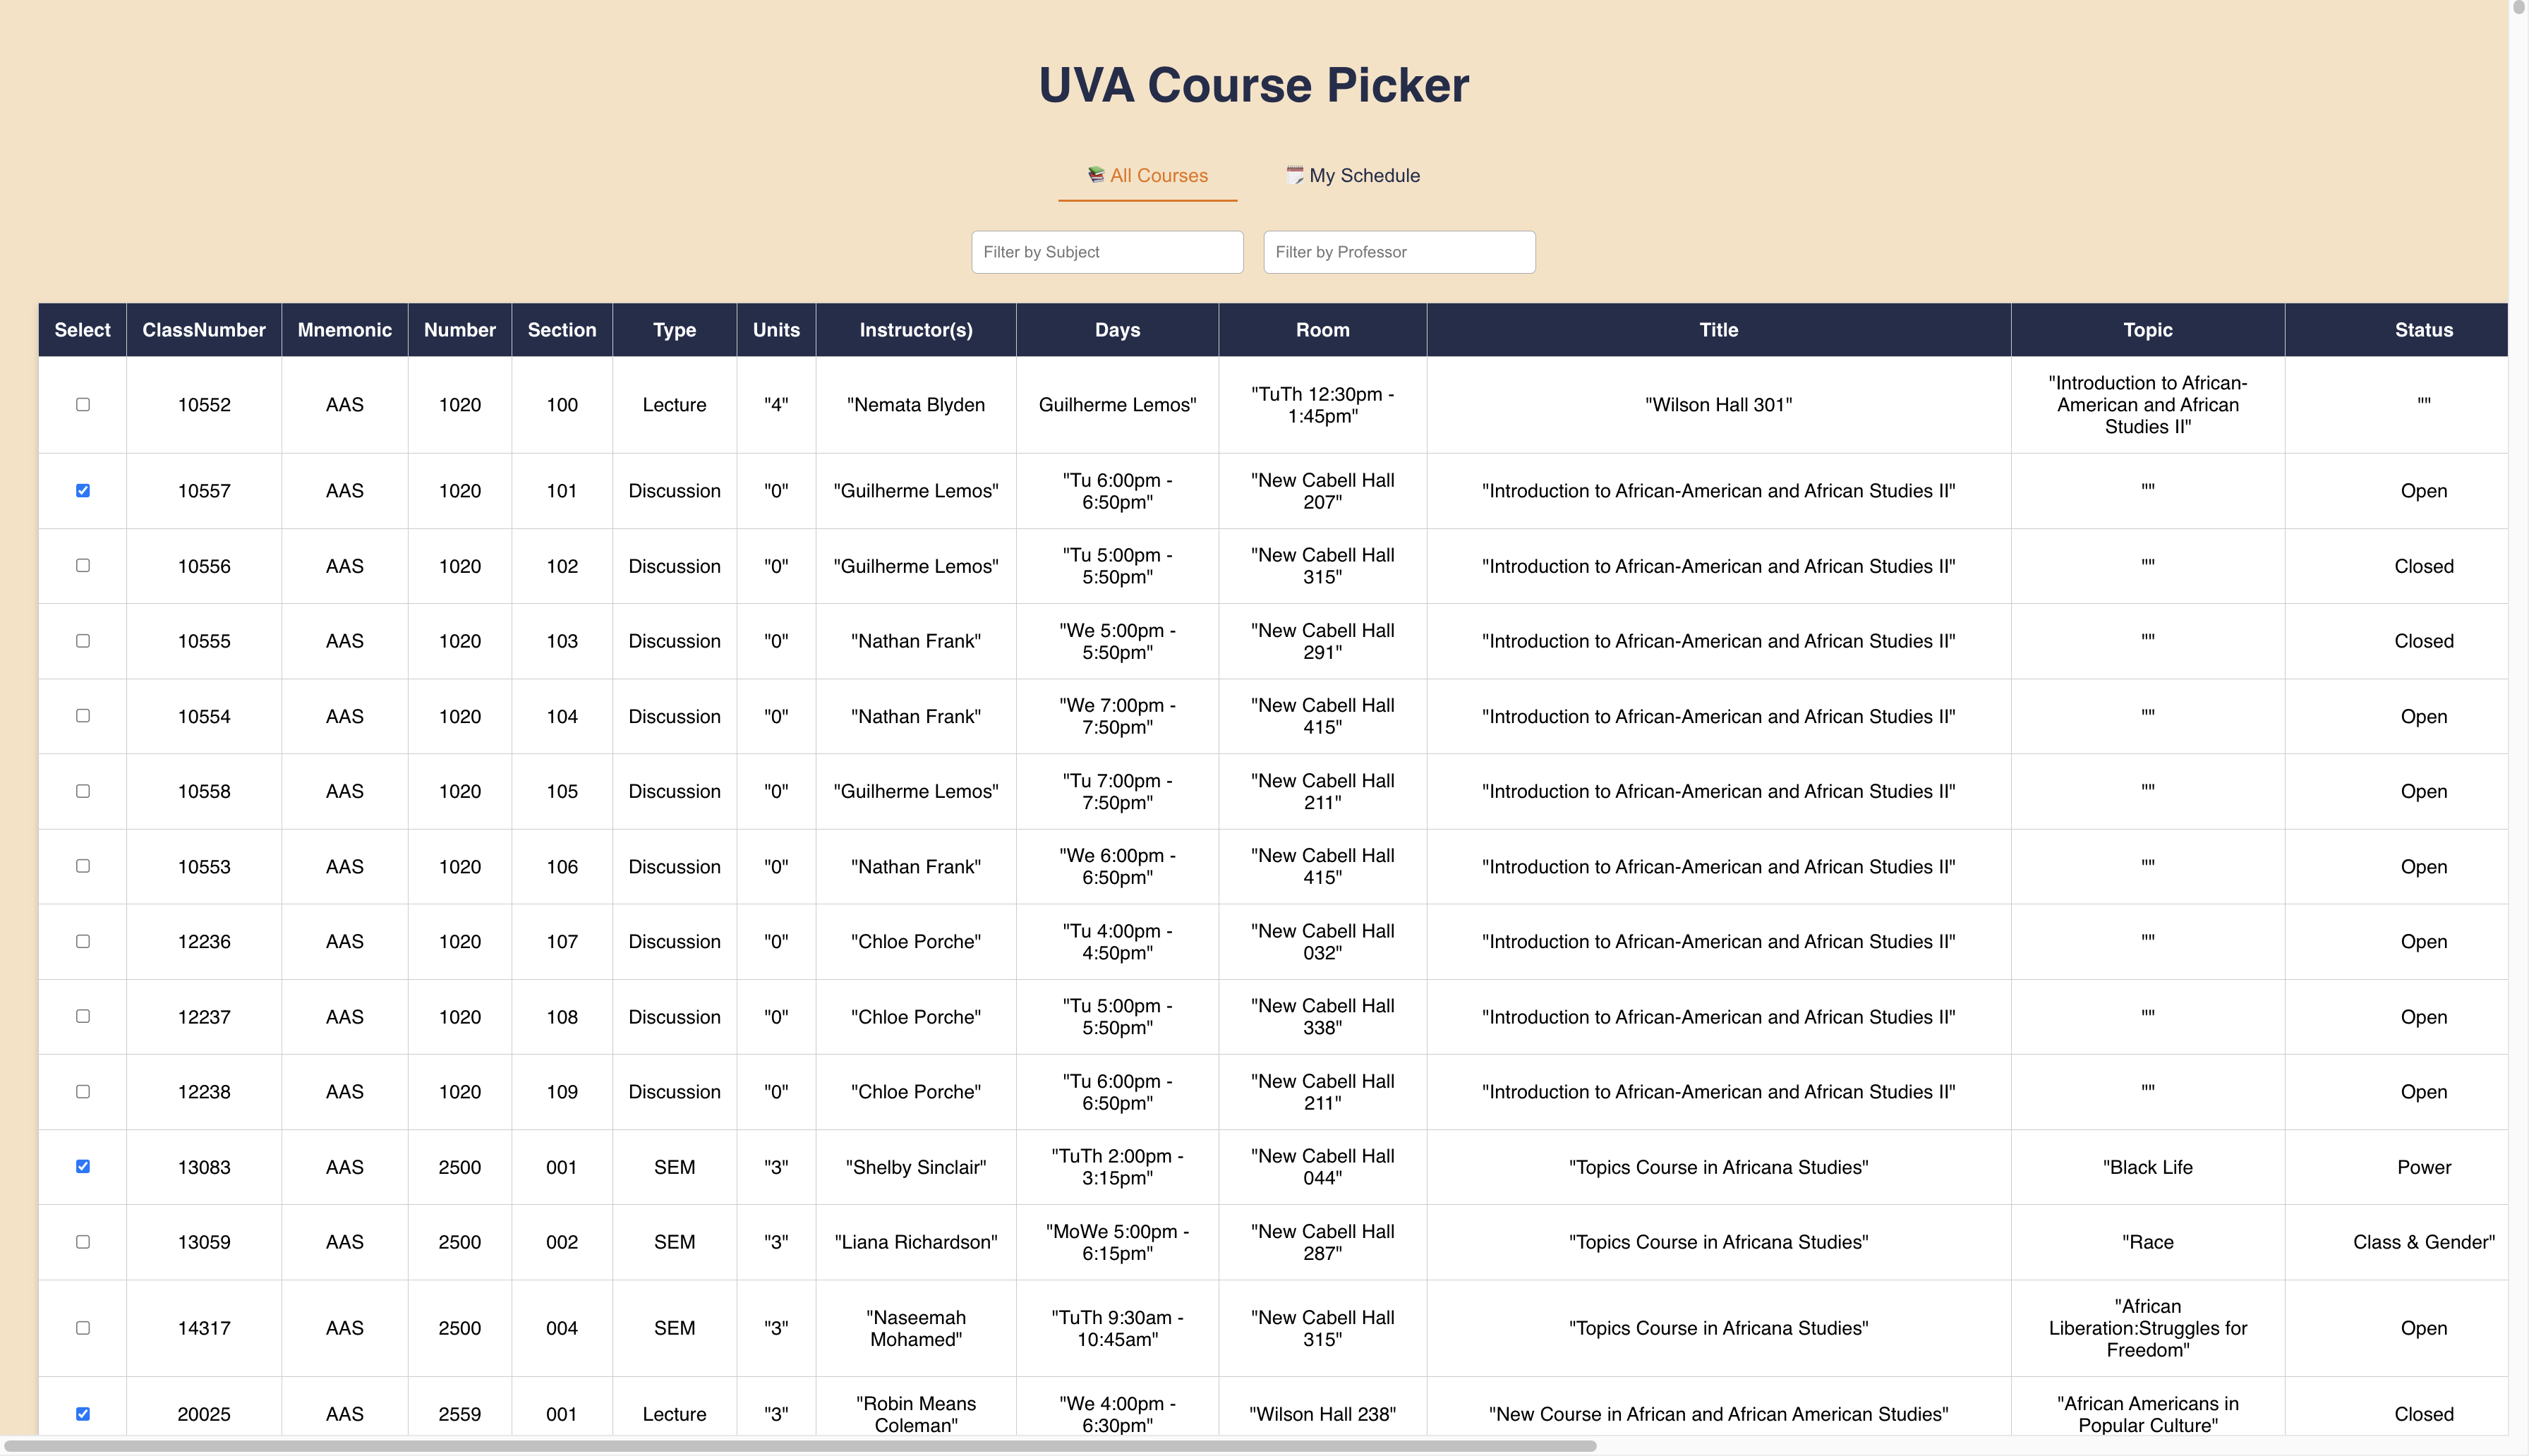 UVA Course Picker
📚 All Courses
🗓️ My Schedule
Filter by Subject
Filter by Professor
Select ClassNumber Mnemonic Number Section Type Units Instructor(s) Days Room Title Topic Status
10552 AAS 1020 100 Lecture "4" "Nemata Blyden Guilherme Lemos" "TuTh 12:30pm - 1:45pm" "Wilson Hall 301" "Introduction to African-American and African Studies II" ""
10557 AAS 1020 101 Discussion "0" "Guilherme Lemos" "Tu 6:00pm - 6:50pm" "New Cabell Hall 207" "Introduction to African-American and African Studies II" "" Open
10556 AAS 1020 102 Discussion "0" "Guilherme Lemos" "Tu 5:00pm - 5:50pm" "New Cabell Hall 315" "Introduction to African-American and African Studies II" "" Closed
10555 AAS 1020 103 Discussion "0" "Nathan Frank" "We 5:00pm - 5:50pm" "New Cabell Hall 291" "Introduction to African-American and African Studies II" "" Closed
10554 AAS 1020 104 Discussion "0" "Nathan Frank" "We 7:00pm - 7:50pm" "New Cabell Hall 415" "Introduction to African-American and African Studies II" "" Open
10558 AAS 1020 105 Discussion "0" "Guilherme Lemos" "Tu 7:00pm - 7:50pm" "New Cabell Hall 211" "Introduction to African-American and African Studies II" "" Open
10553 AAS 1020 106 Discussion "0" "Nathan Frank" "We 6:00pm - 6:50pm" "New Cabell Hall 415" "Introduction to African-American and African Studies II" "" Open
12236 AAS 1020 107 Discussion "0" "Chloe Porche" "Tu 4:00pm - 4:50pm" "New Cabell Hall 032" "Introduction to African-American and African Studies II" "" Open
12237 AAS 1020 108 Discussion "0" "Chloe Porche" "Tu 5:00pm - 5:50pm" "New Cabell Hall 338" "Introduction to African-American and African Studies II" "" Open
12238 AAS 1020 109 Discussion "0" "Chloe Porche" "Tu 6:00pm - 6:50pm" "New Cabell Hall 211" "Introduction to African-American and African Studies II" "" Open
13083 AAS 2500 001 SEM "3" "Shelby Sinclair" "TuTh 2:00pm - 3:15pm" "New Cabell Hall 044" "Topics Course in Africana Studies" "Black Life Power
13059 AAS 2500 002 SEM "3" "Liana Richardson" "MoWe 5:00pm - 6:15pm" "New Cabell Hall 287" "Topics Course in Africana Studies" "Race Class & Gender"
14317 AAS 2500 004 SEM "3" "Naseemah Mohamed" "TuTh 9:30am - 10:45am" "New Cabell Hall 315" "Topics Course in Africana Studies" "African Liberation:Struggles for Freedom" Open
20025 AAS 2559 001 Lecture "3" "Robin Means Coleman" "We 4:00pm - 6:30pm" "Wilson Hall 238" "New Course in African and African American Studies" "African Americans in Popular Culture" Closed